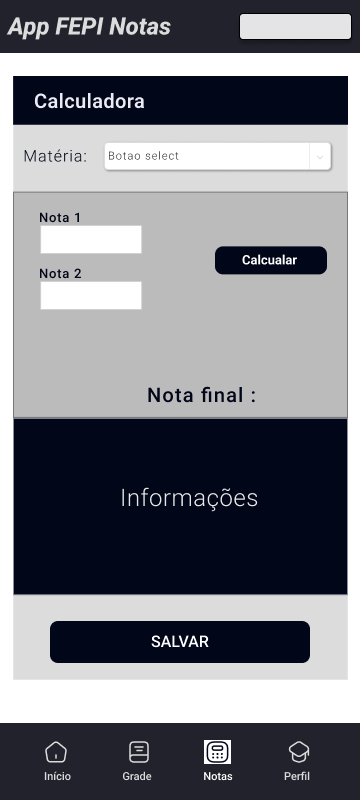 App FEPI Notas
Calculadora
Matéria: Botao select
Nota 1
Calcualar
Nota 2
Nota final :
Informações
SALVAR
Início Grade Notas Perfil